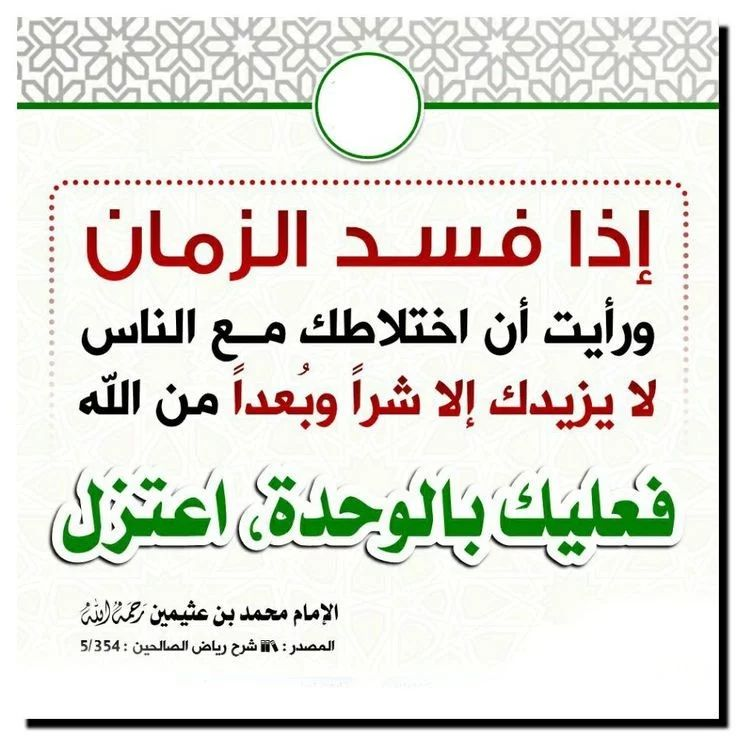 إذا فسد الزمان
ورأيت أن اختلاطك مع الناس
لا يزيدك إلا شراً وبُعداً من الله
فعليك بالوحدة، اعتزل
الإمام محمد بن عثيمين رحمه الله
المصدر : شرح رياض الصالحين : 5/354